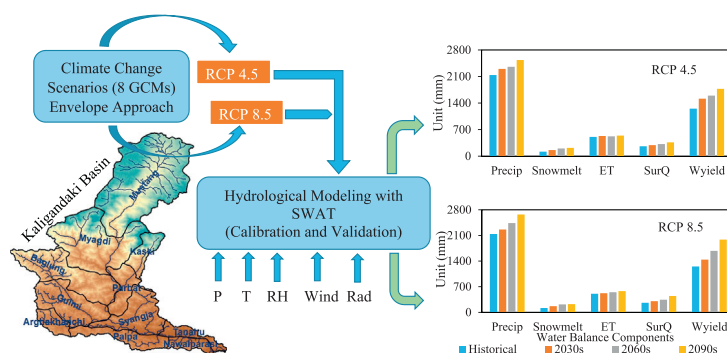 Climate Change
Scenarios (8 GCMs)
Envelope Approach
RCP 4.5
RCP 8.5
Kaligandaki Basin
Mustang
Myagdi
Kaski
Baglung
Parbat
Gulmi
Syangja
Arghakhanchi
Palpa
Tanahu
Nawalparasi
Hydrological Modeling with
SWAT
(Calibration and Validation)
P T RH Wind Rad
RCP 4.5
Unit (mm)
2800
2100
1400
700
0
Precip Snowmelt ET SurQ Wyield
RCP 8.5
Unit (mm)
2800
2100
1400
700
0
Precip Snowmelt ET SurQ Wyield
Water Balance Components
Historical 2030s 2060s 2090s